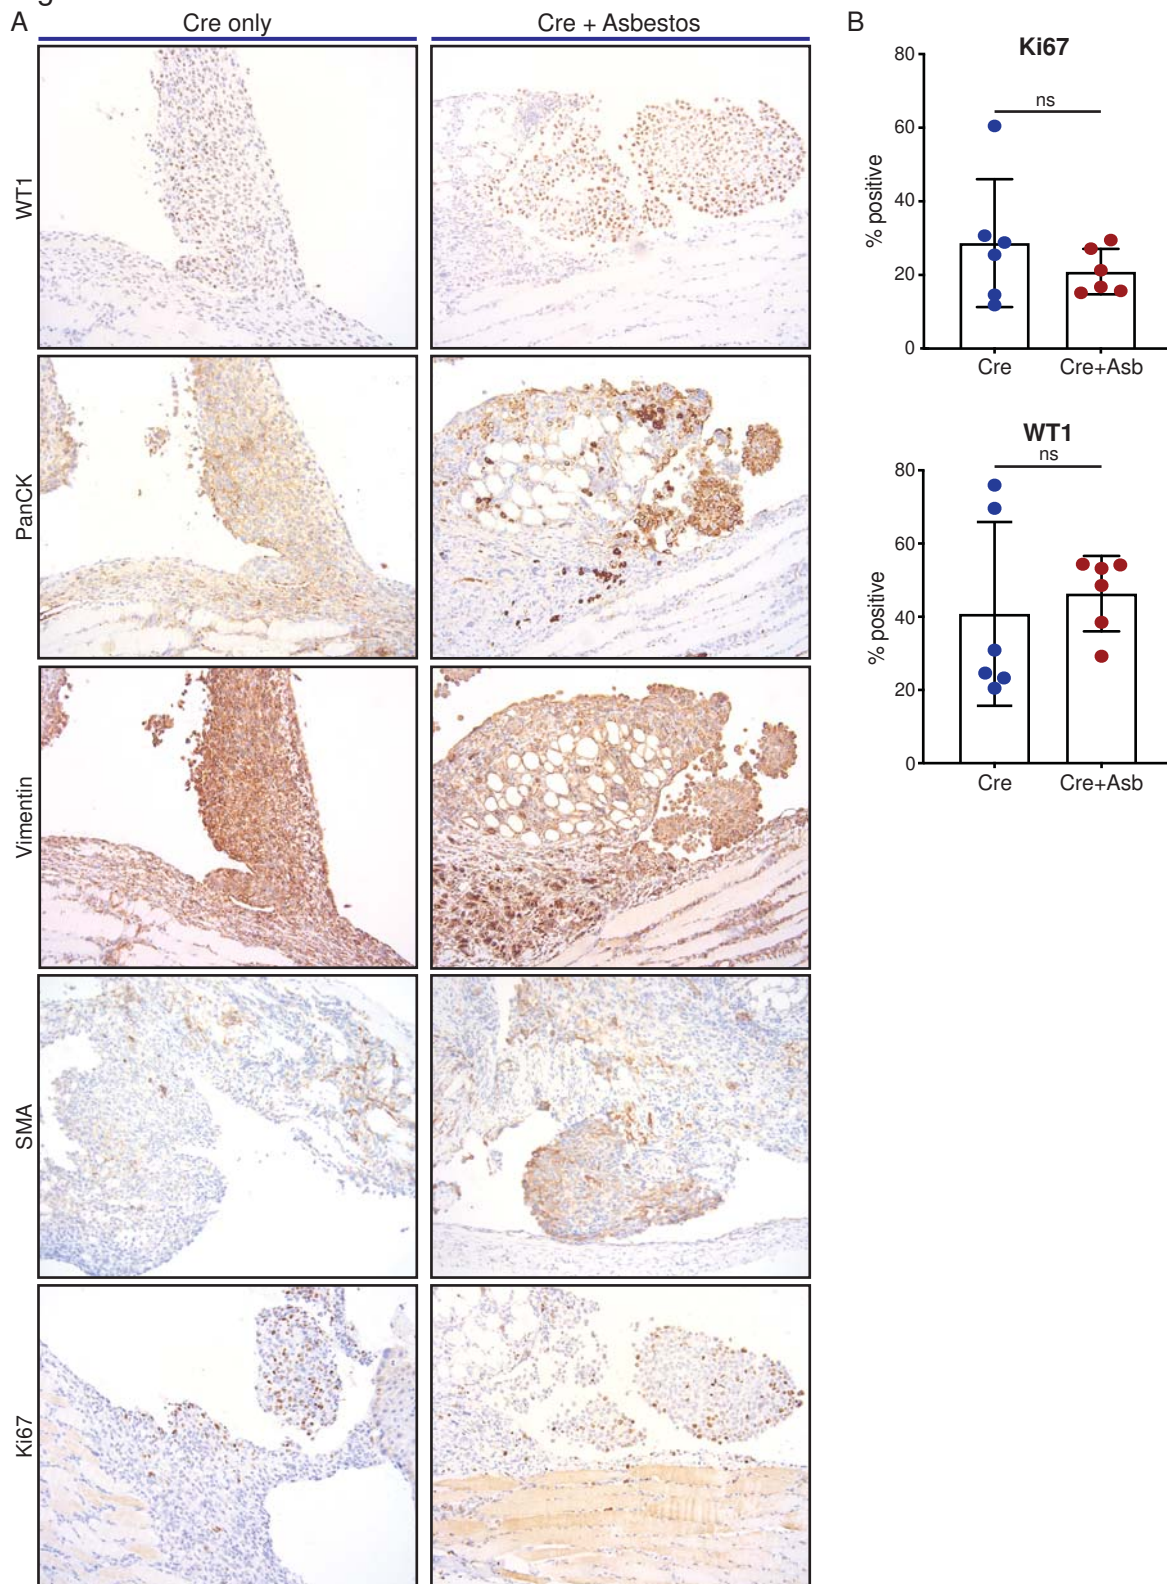 A
Cre only
Cre + Asbestos
WT1
PanCK
Vimentin
SMA
Ki67
B
Ki67
80
60
40
20
0
% positive
ns
Cre
Cre+Asb
WT1
ns
80
60
40
20
0
% positive
Cre
Cre+Asb